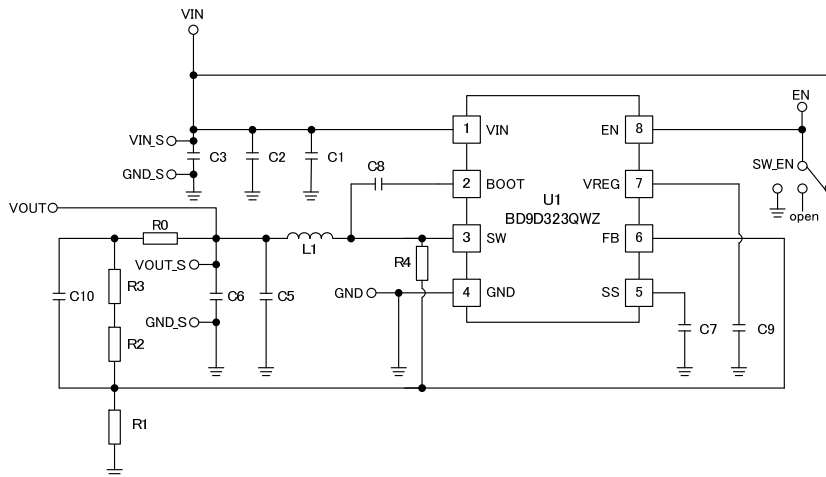 VIN
EN
VIN_S
C3
C2
C1
1
VIN
EN
8
GND_S
C8
SW_EN
2
BOOT
VREG
7
U1
BD9D323QWZ
open
VOUT
R0
L1
3
SW
FB
6
R4
VOUT_S
C10
R3
C6
C5
GND
4
GND
SS
5
GND_S
C7
C9
R2
R1